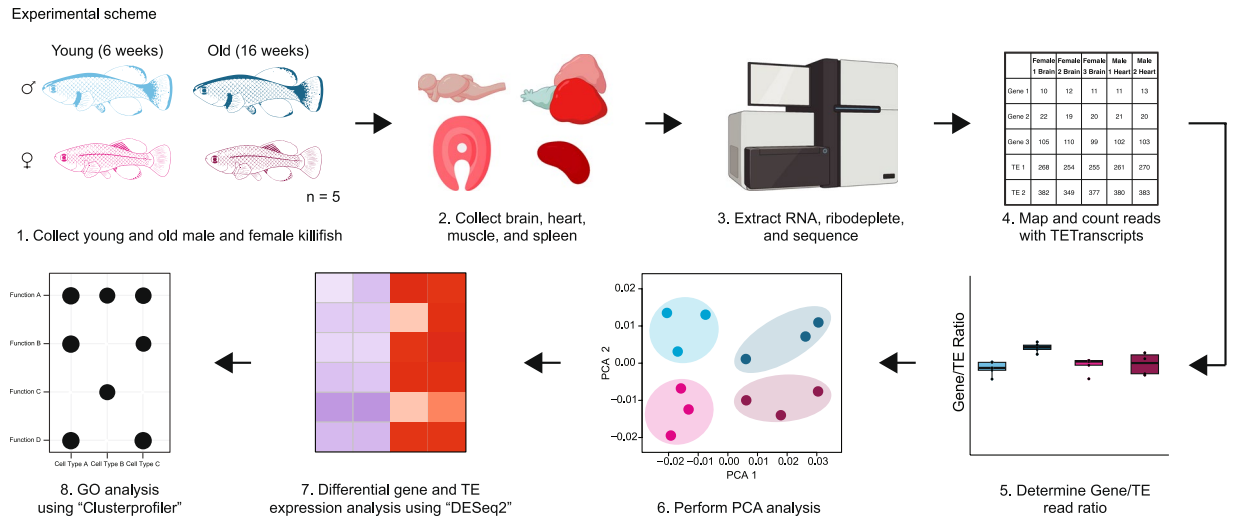 Experimental scheme
Young (6 weeks)
Old (16 weeks)
♂
♀
n = 5
1. Collect young and old male and female killifish
2. Collect brain, heart,
muscle, and spleen
3. Extract RNA, ribodeplete,
and sequence
Female Female Female Male Male
1 Brain 2 Brain 3 Brain 1 Heart 2 Heart
Gene 1 10 12 11 11 13
Gene 2 22 19 20 21 20
Gene 3 105 110 99 102 103
TE 1 268 254 255 261 270
TE 2 382 349 377 380 383
4. Map and count reads
with TETranscripts
Gene/TE Ratio
5. Determine Gene/TE
read ratio
PCA 2
0.02
0.01
0.00
−0.01
−0.02
−0.02 −0.01 0.00 0.01 0.02 0.03
PCA 1
6. Perform PCA analysis
7. Differential gene and TE
expression analysis using “DESeq2”
Function A
Function B
Function C
Function D
Cell Type A Cell Type B Cell Type C
8. GO analysis
using “Clusterprofiler”